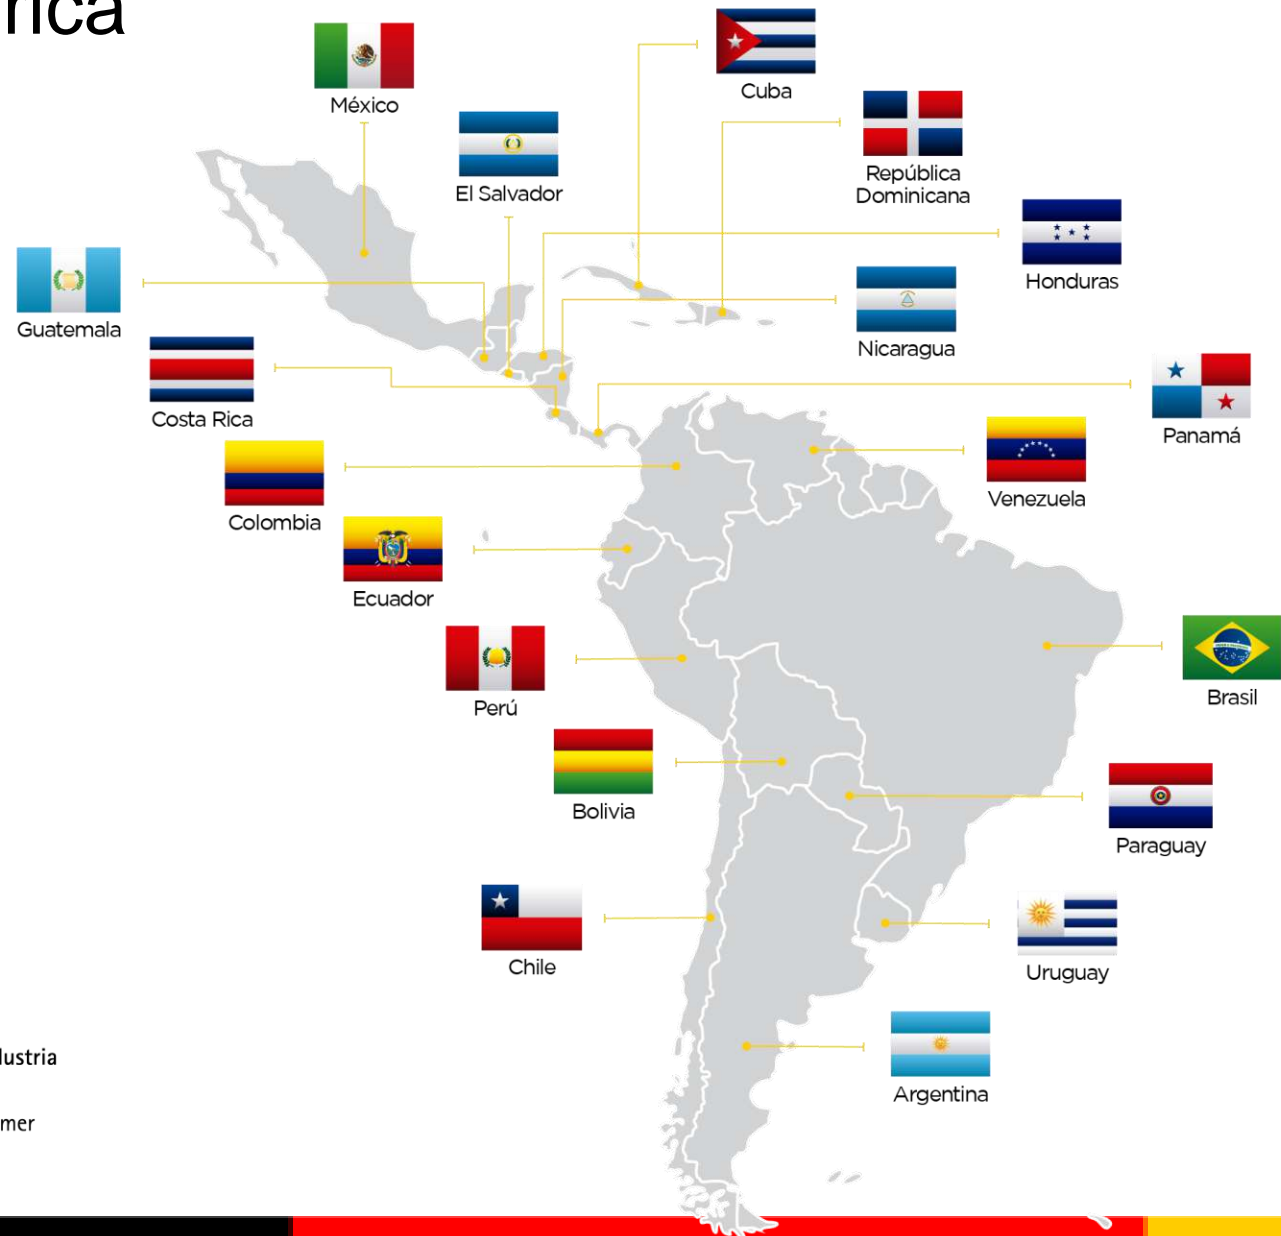 rica
México
Cuba
El Salvador
República
Dominicana
Honduras
Guatemala
Nicaragua
Costa Rica
Panamá
Colombia
Venezuela
Ecuador
Perú
Brasil
Bolivia
Paraguay
Chile
Uruguay
dustria
Argentina
mer